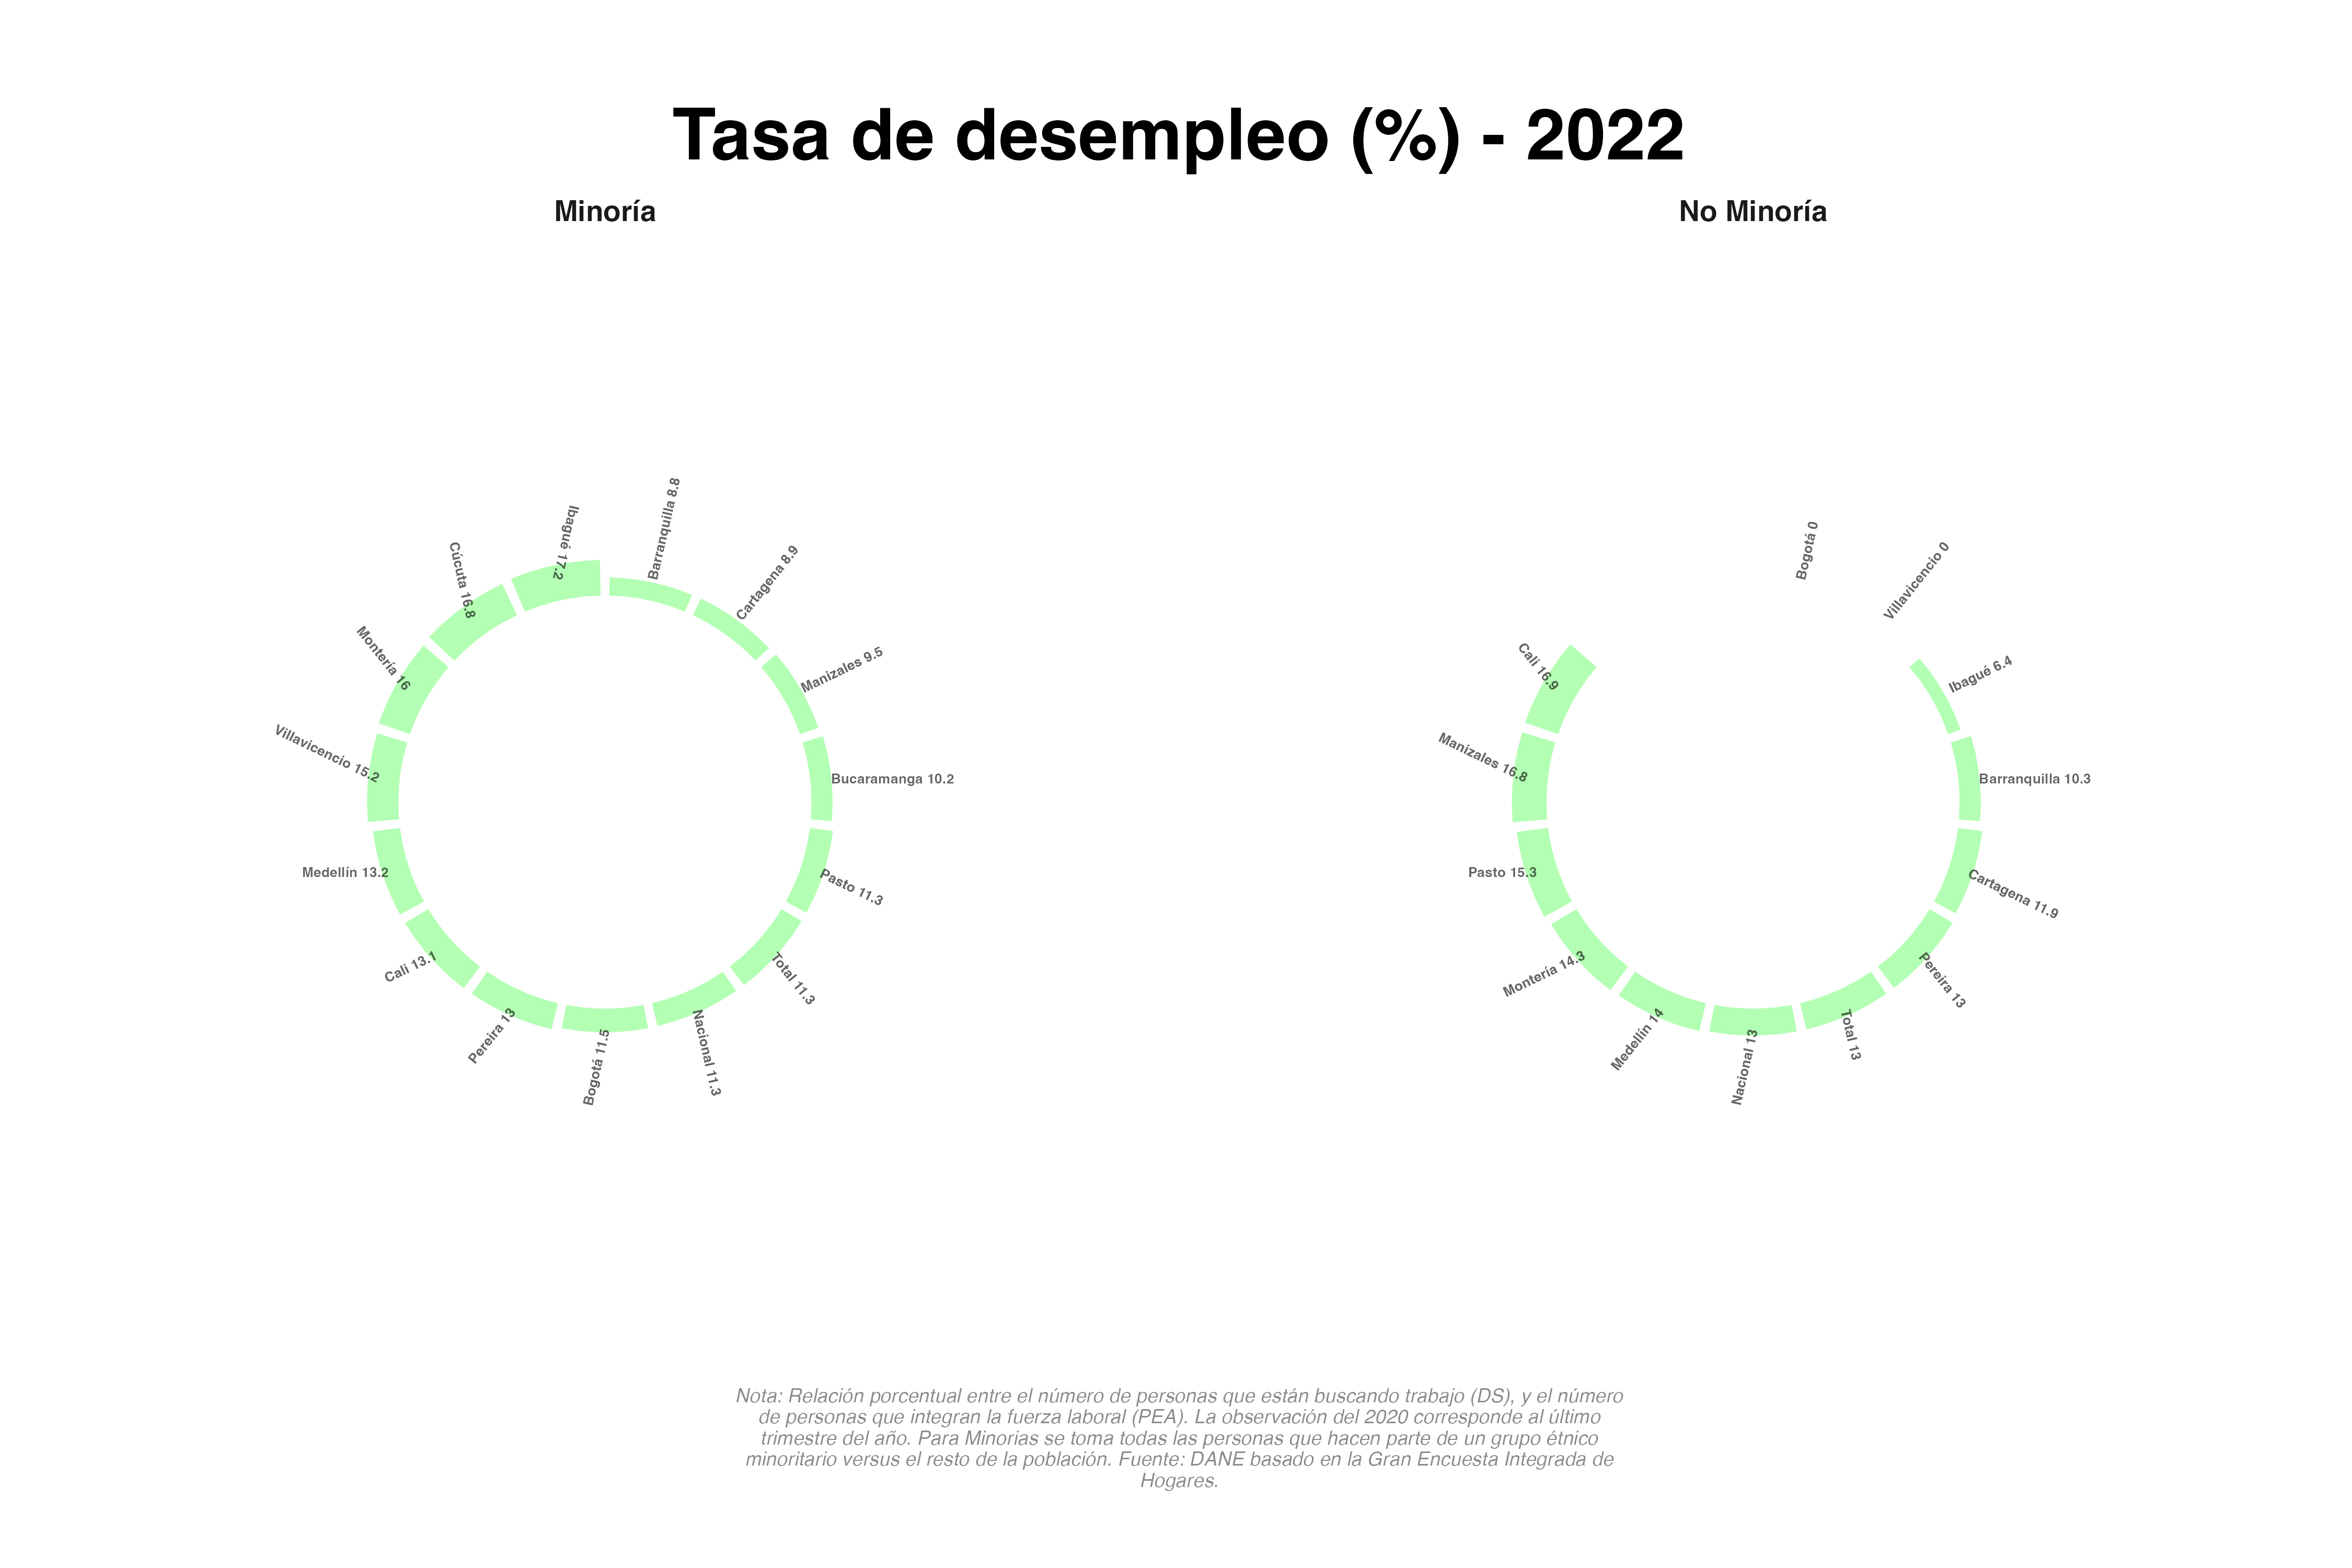 Tasa de desempleo (%) - 2022
Minoría
No Minoría
Barranquilla 8.8
Cartagena 8.9
Manizales 9.5
Bucaramanga 10.2
Pasto 11.3
Total 11.3
Nacional 11.3
Bogotá 11.5
Pereira 13
Cali 13.1
Medellín 13.2
Villavicencio 15.2
Montería 16
Cúcuta 16.8
Ibagué 17.2
Bogotá 0
Villavicencio 0
Ibagué 6.4
Barranquilla 10.3
Cartagena 11.9
Pereira 13
Total 13
Nacional 13
Medellín 14
Montería 14.3
Pasto 15.3
Manizales 16.8
Cali 16.9
Nota: Relación porcentual entre el número de personas que están buscando trabajo (DS), y el número
de personas que integran la fuerza laboral (PEA). La observación del 2020 corresponde al último
trimestre del año. Para Minorias se toma todas las personas que hacen parte de un grupo étnico
minoritario versus el resto de la población. Fuente: DANE basado en la Gran Encuesta Integrada de
Hogares.